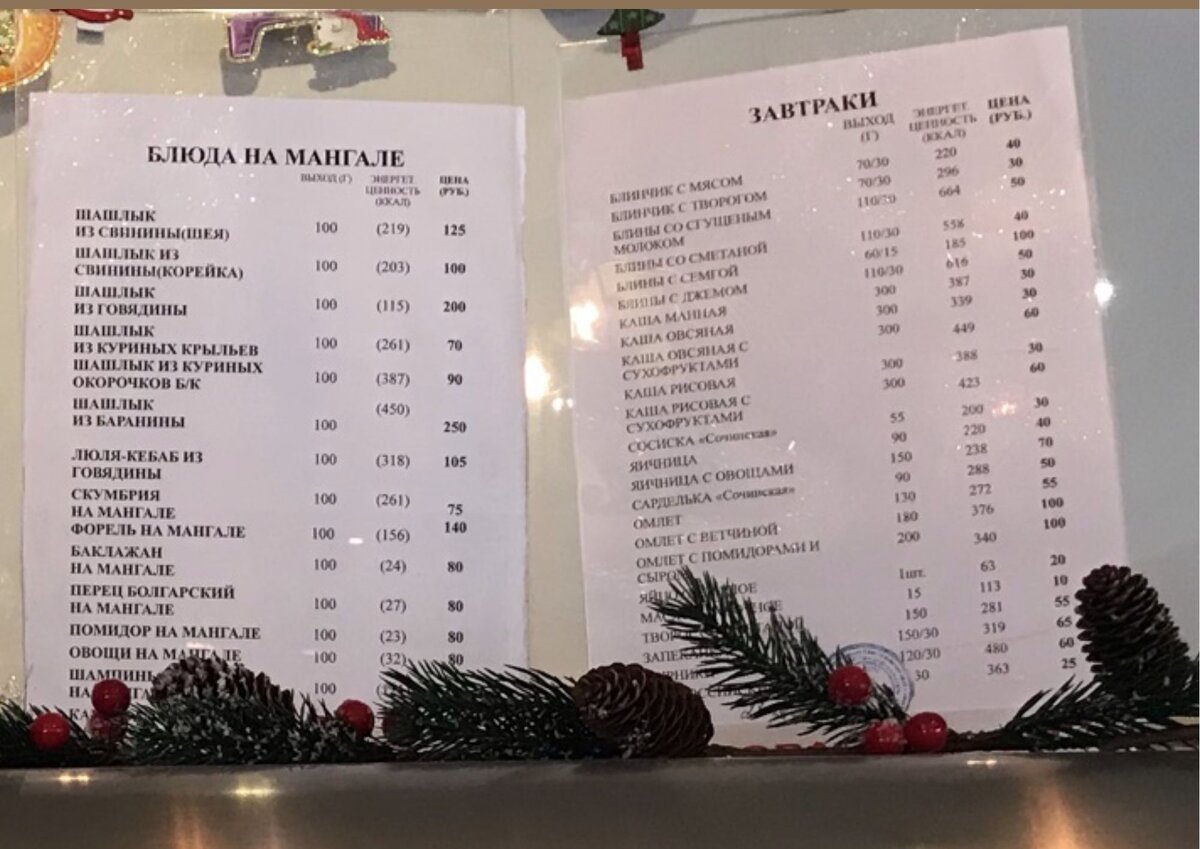 БЛЮДА НА МАНГАЛЕ
ВЫХОД (Г) ЭНЕРГЕТ. ЦЕННОСТЬ (ККАЛ) ЦЕНА (РУБ.)
ШАШЛЫК
ИЗ СВИНИНЫ(ШЕЯ) 100 (219) 125
ШАШЛЫК ИЗ
СВИНИНЫ(КОРЕЙКА) 100 (203) 100
ШАШЛЫК
ИЗ ГОВЯДИНЫ 100 (115) 200
ШАШЛЫК
ИЗ КУРИНЫХ КРЫЛЬЕВ 100 (261) 70
ШАШЛЫК ИЗ КУРИНЫХ
ОКОРОЧКОВ Б/К 100 (387) 90
ШАШЛЫК (450)
ИЗ БАРАНИНЫ 100 250
ЛЮЛЯ-КЕБАБ ИЗ 100 (318) 105
ГОВЯДИНЫ
СКУМБРИЯ 100 (261)
НА МАНГАЛЕ 75
ФОРЕЛЬ НА МАНГАЛЕ 100 (156) 140
БАКЛАЖАН
НА МАНГАЛЕ 100 (24) 80
ПЕРЕЦ БОЛГАРСКИЙ
НА МАНГАЛЕ 100 (27) 80
ПОМИДОР НА МАНГАЛЕ 100 (23) 80
ОВОЩИ НА МАНГАЛЕ 100 (32) 80
100
ЗАВТРАКИ
ВЫХОД (Г) ЭНЕРГЕТ. ЦЕННОСТЬ (ККАЛ) ЦЕНА (РУБ.)
БЛИНЧИК С МЯСОМ 70/30 220 40
БЛИНЧИК С ТВОРОГОМ 70/30 296 30
БЛИНЫ СО СГУЩЕНЫМ 110/30 664 50
МОЛОКОМ
БЛИНЫ СО СМЕТАНОЙ 110/30 558 40
БЛИНЫ С СЕМГОЙ 60/15 185 100
БЛИНЫ С ДЖЕМОМ 110/30 616 50
КАША МАННАЯ 300 387 30
КАША ОВСЯНАЯ 300 339 30
КАША ОВСЯНАЯ С 300 449 60
СУХОФРУКТАМИ
КАША РИСОВАЯ 300 388 30
КАША РИСОВАЯ С 300 423 60
СУХОФРУКТАМИ
СОСИСКА «Сочинская» 55 200 30
ЯИЧНИЦА 90 220 40
ЯИЧНИЦА С ОВОЩАМИ 150 238 70
САРДЕЛЬКА «Сочинская» 90 288 50
ОМЛЕТ 130 272 55
ОМЛЕТ С ВЕТЧИНОЙ 180 376 100
ОМЛЕТ С ПОМИДОРАМИ И 200 340 100
1шт. 63 20
15 113 10
150 281 55
150/30 319 65
120/30 480 60
30 363 25